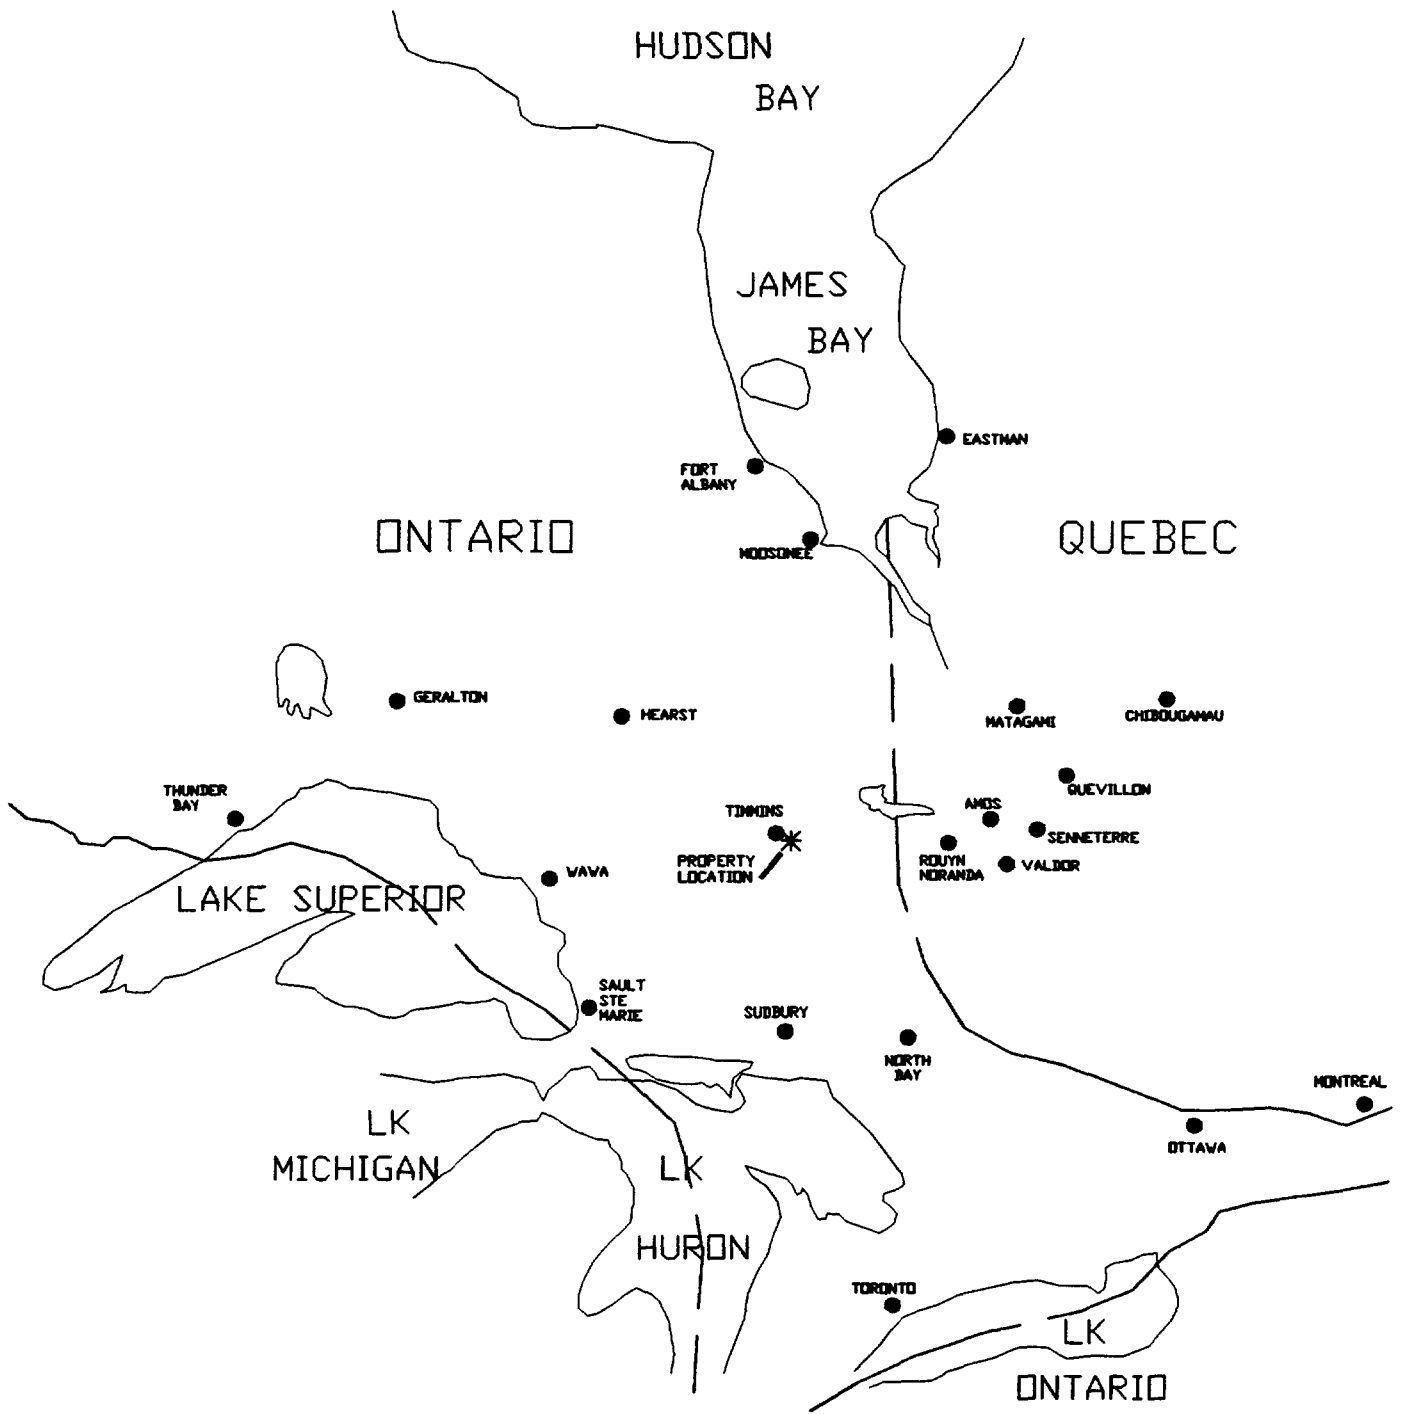 HUDSON
BAY
JAMES
BAY
EASTMAN
FORT
ALBANY
ONTARIO
QUEBEC
MOOSONEE
GERALTON
HEARST
MATAGAMI
CHIBOUGAMAU
THUNDER
BAY
QUEVILLON
TIMMINS
AMOS
SENNETERRE
PROPERTY
LOCATION
ROUYN
NORANDA
VALDOR
WAWA
LAKE SUPERIOR
SAULT
STE
MARIE
SUDBURY
NORTH
BAY
MONTREAL
LK
MICHIGAN
OTTAWA
LK
HURON
TORONTO
LK
ONTARIO